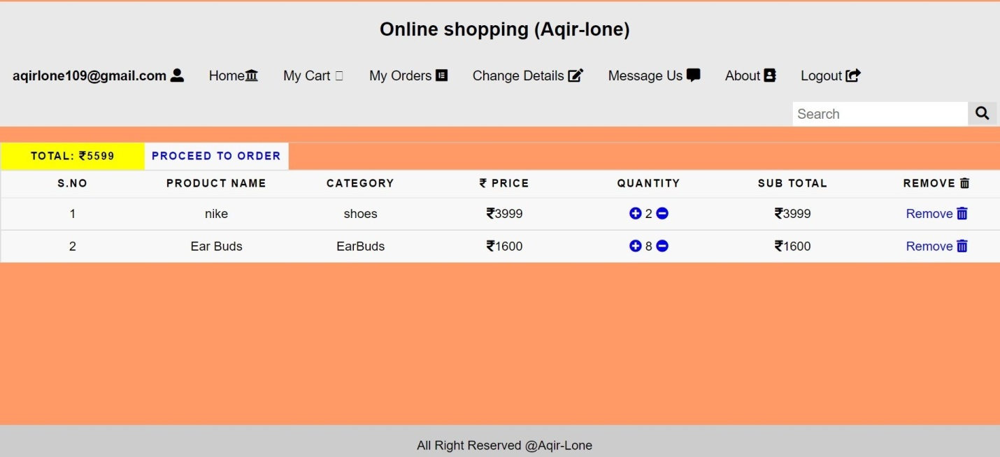 Online shopping (Aqir-lone)
aqirlone109@gmail.com Home My Cart My Orders Change Details Message Us About Logout
Search
TOTAL: ₹5599 PROCEED TO ORDER
S.NO PRODUCT NAME CATEGORY ₹ PRICE QUANTITY SUB TOTAL REMOVE
1 nike shoes ₹3999 2 ₹3999 Remove
2 Ear Buds EarBuds ₹1600 8 ₹1600 Remove
All Right Reserved @Aqir-Lone